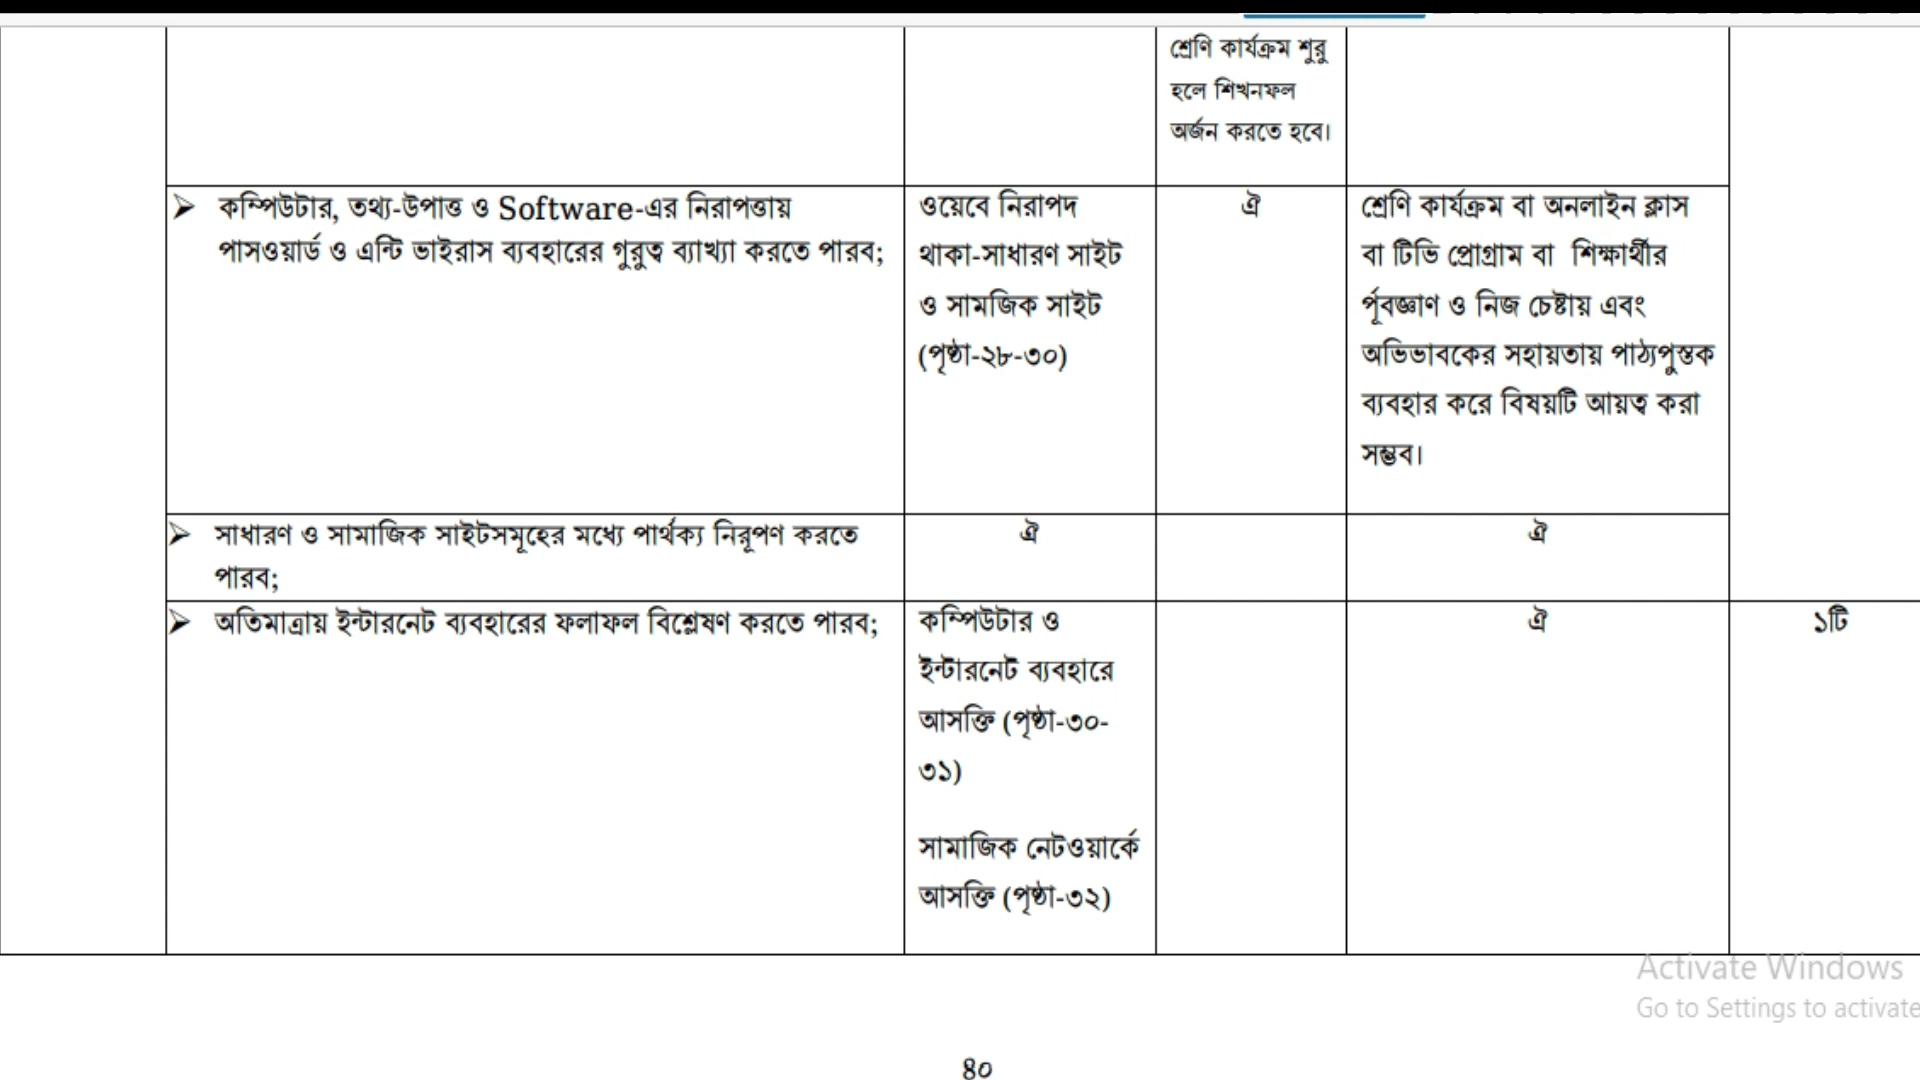 শ্রেণি কার্যক্রম শুরু
হলে শিখনফল
অর্জন করতে হবে।
➢ কম্পিউটার, তথ্য-উপাত্ত ও Software-এর নিরাপত্তায়
পাসওয়ার্ড ও এন্টি ভাইরাস ব্যবহারের গুরুত্ব ব্যাখ্যা করতে পারব;
ওয়েবে নিরাপদ
থাকা-সাধারণ সাইট
ও সামজিক সাইট
(পৃষ্ঠা-২৮-৩০)
ঐ
শ্রেণি কার্যক্রম বা অনলাইন ক্লাস
বা টিভি প্রোগ্রাম বা শিক্ষার্থীর
র্পূবজ্ঞাণ ও নিজ চেষ্টায় এবং
অভিভাবকের সহায়তায় পাঠ্যপুস্তক
ব্যবহার করে বিষয়টি আয়ত্ব করা
সম্ভব।
➢ সাধারণ ও সামাজিক সাইটসমূহের মধ্যে পার্থক্য নিরূপণ করতে
পারব;
ঐ
ঐ
➢ অতিমাত্রায় ইন্টারনেট ব্যবহারের ফলাফল বিশ্লেষণ করতে পারব;
কম্পিউটার ও
ইন্টারনেট ব্যবহারে
আসক্তি (পৃষ্ঠা-৩০-
৩১)
সামাজিক নেটওয়ার্কে
আসক্তি (পৃষ্ঠা-৩২)
ঐ
১টি
Activate Windows
Go to Settings to activate
৪০